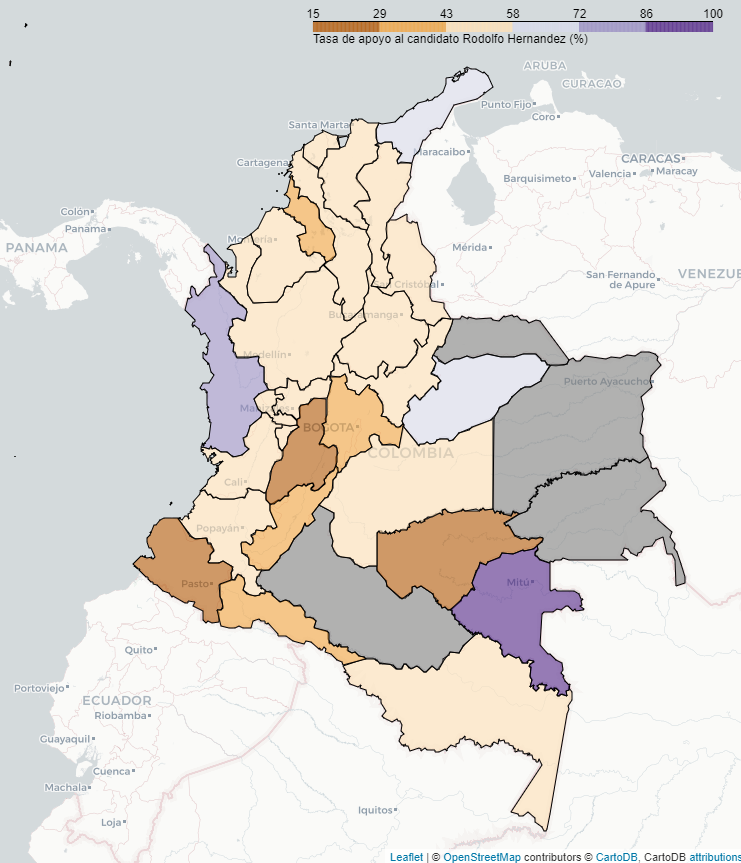 15 29 43 58 72 86 100
Tasa de apoyo al candidato Rodolfo Hernandez (%)
ARUBA
CURACAO
Punto Fijo
Coro
Santa Marta
Maracaibo
CARACAS
Maracay
Cartagena
Barquisimeto
Valencia
Colón
Panama
PANAMA
Montería
Mérida
San Fernando
de Apure
VENEZUE
San Cristóbal
Bucaramanga
Medellín
Puerto Ayacucho
Manizales
BOGOTA
COLOMBIA
Cali
Popayán
Pasto
Mitú
Quito
Portoviejo
ECUADOR
Riobamba
Guayaquil
Cuenca
Machala
Loja
Iquitos
Leaflet | © OpenStreetMap contributors © CartoDB, CartoDB attributions